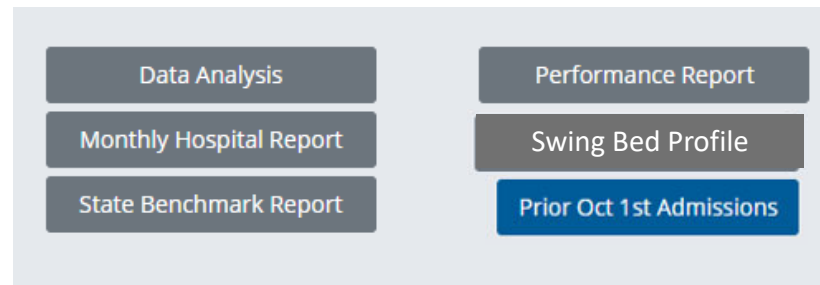 Data Analysis
Performance Report
Monthly Hospital Report
Swing Bed Profile
State Benchmark Report
Prior Oct 1st Admissions